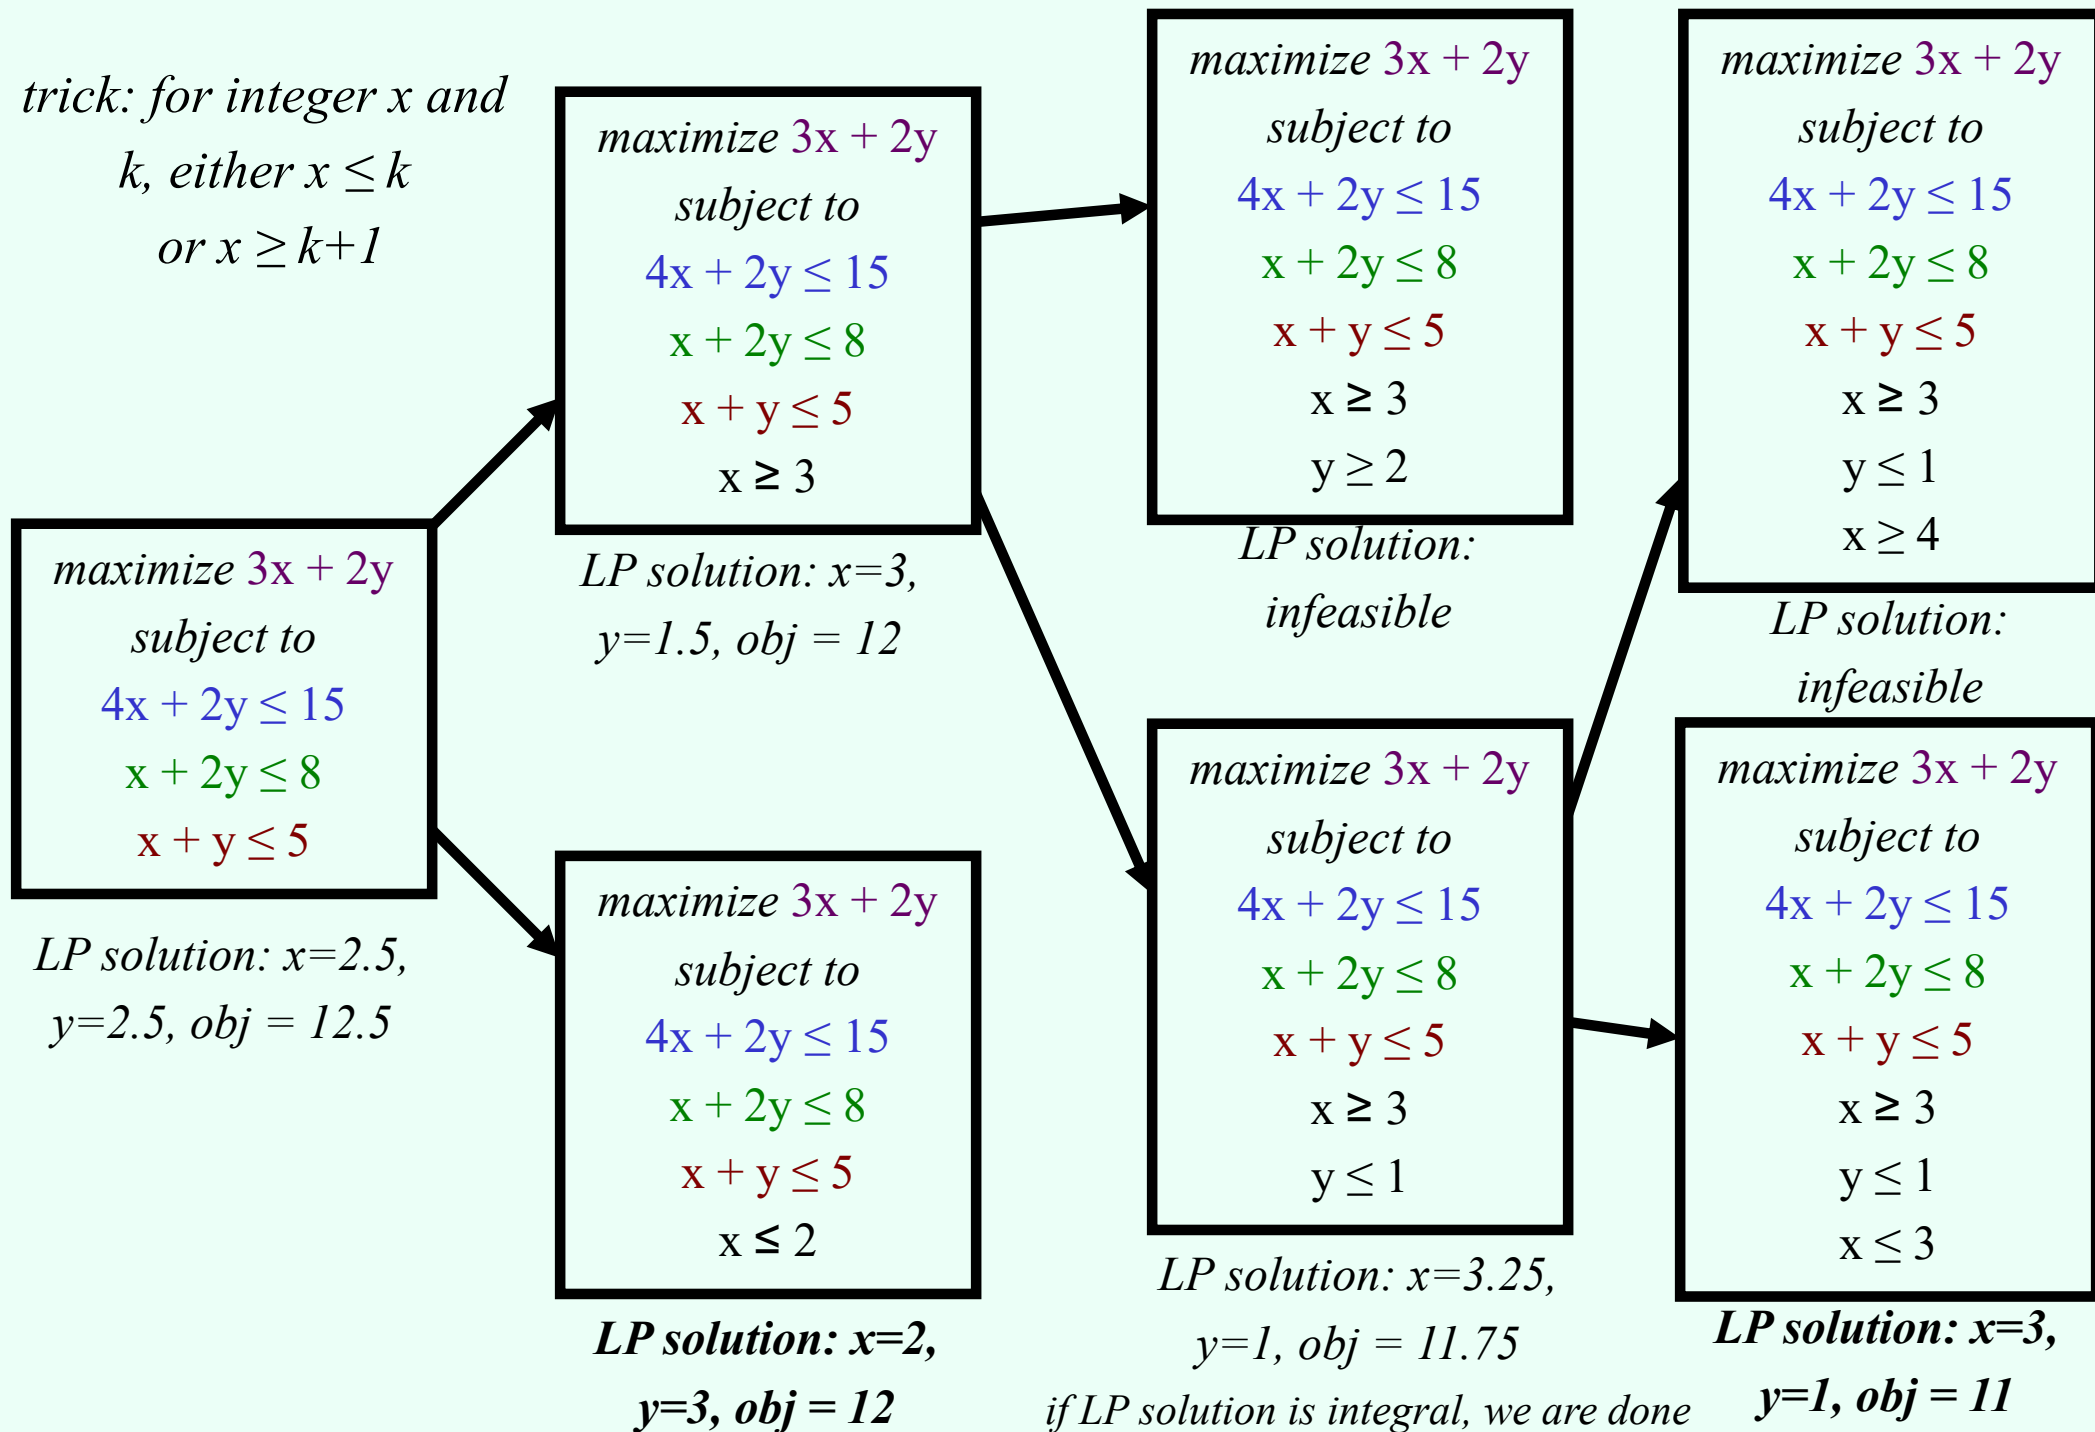 trick: for integer x and
k, either x ≤ k
or x ≥ k+1
maximize 3x + 2y
subject to
4x + 2y ≤ 15
x + 2y ≤ 8
x + y ≤ 5
LP solution: x=2.5,
y=2.5, obj = 12.5
maximize 3x + 2y
subject to
4x + 2y ≤ 15
x + 2y ≤ 8
x + y ≤ 5
x ≥ 3
LP solution: x=3,
y=1.5, obj = 12
maximize 3x + 2y
subject to
4x + 2y ≤ 15
x + 2y ≤ 8
x + y ≤ 5
x ≤ 2
LP solution: x=2,
y=3, obj = 12
maximize 3x + 2y
subject to
4x + 2y ≤ 15
x + 2y ≤ 8
x + y ≤ 5
x ≥ 3
y ≥ 2
LP solution:
infeasible
maximize 3x + 2y
subject to
4x + 2y ≤ 15
x + 2y ≤ 8
x + y ≤ 5
x ≥ 3
y ≤ 1
LP solution: x=3.25,
y=1, obj = 11.75
if LP solution is integral, we are done
maximize 3x + 2y
subject to
4x + 2y ≤ 15
x + 2y ≤ 8
x + y ≤ 5
x ≥ 3
y ≤ 1
x ≥ 4
LP solution:
infeasible
maximize 3x + 2y
subject to
4x + 2y ≤ 15
x + 2y ≤ 8
x + y ≤ 5
x ≥ 3
y ≤ 1
x ≤ 3
LP solution: x=3,
y=1, obj = 11